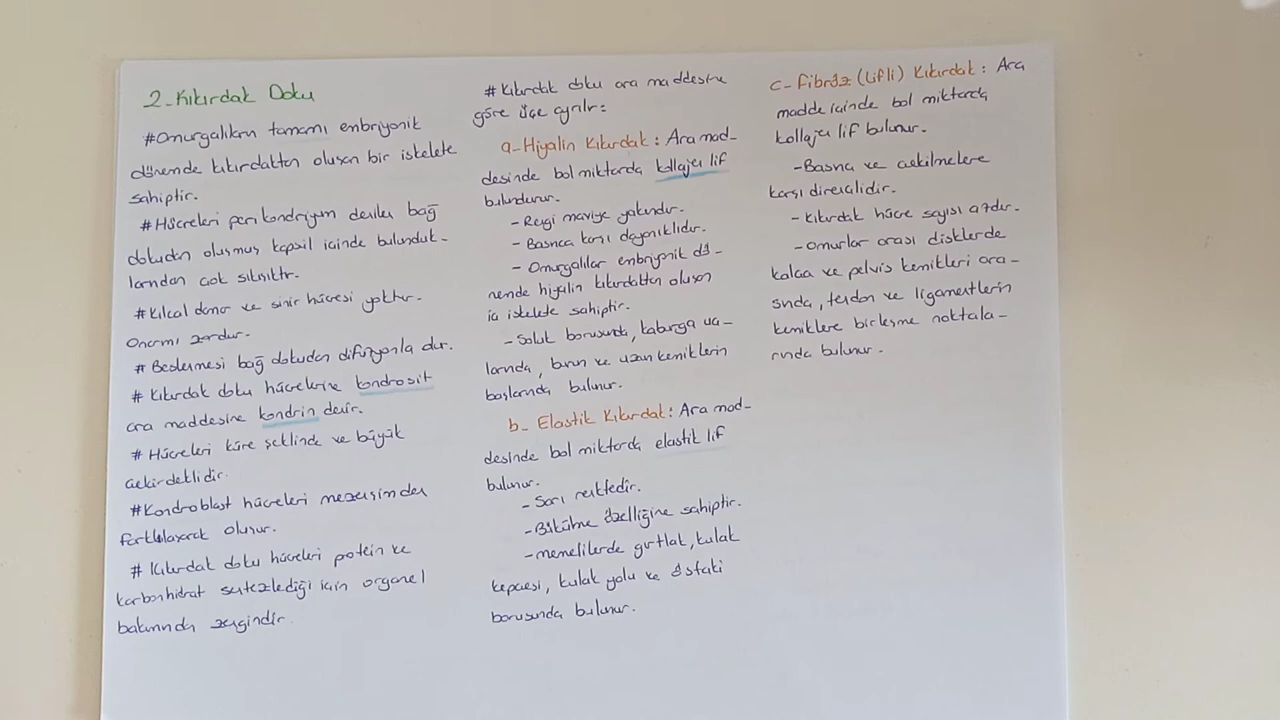 2-Kıkırdak Doku
#Omurgalıların tamamı embriyonik
dönemde kıkırdaktan oluşan bir iskelete
sahiptir.
#Hücreleri perikondriyum denilen bağ
dokudan oluşmuş kapsül içinde bulunduk-
larından çok sıkışıktır.
#Kılcal damar ve sinir hücresi yoktur.
Onarımı zordur.
# Beslenmesi bağ dokudan difüzyonla olur.
# Kıkırdak doku hücrelerine kondrosit
ara maddesine kondrin denir.
# Hücreleri küre şeklinde ve büyük
çekirdeklidir.
#Kondroblast hücreleri mezenşimden
farklılaşarak oluşur.
# Kıkırdak doku hücreleri protein ve
karbonhidrat sentezlediği için organel
bakımında zengindir.
# Kıkırdak doku ara maddesine
göre üçe ayrılır:
a-Hiyalin Kıkırdak: Ara mad-
desinde bol miktarda kollajen lif
bulundurur.
- Rengi maviye yakındır.
- Basınca karşı dayanıklıdır.
- Omurgalılar embriyonik dö-
nemde hiyalin kıkırdaktan oluşan
iç iskelete sahiptir.
- Soluk borusunda, kaburga uç-
larında, burun ve uzun kemiklerin
başlarında bulunur.
b- Elastik Kıkırdak: Ara mad-
desinde bol miktarda elastik lif
bulunur.
- Sarı renktedir.
-Bükülme özelliğine sahiptir.
-memelilerde gırtlak, kulak
kepçesi, kulak yolu ve östaki
borusunda bulunur.
c- Fibröz (Lifli) Kıkırdak: Ara
madde içinde bol miktarda
kollajen lif bulunur.
-Basınç ve çekilmelere
karşı dirençlidir.
- Kıkırdak hücre sayısı azdır.
- Omurlar arası disklerde
kalça ve pelvis kemikleri ara-
sında, tendon ve ligamentlerin
kemiklere birleşme noktala-
rında bulunur.